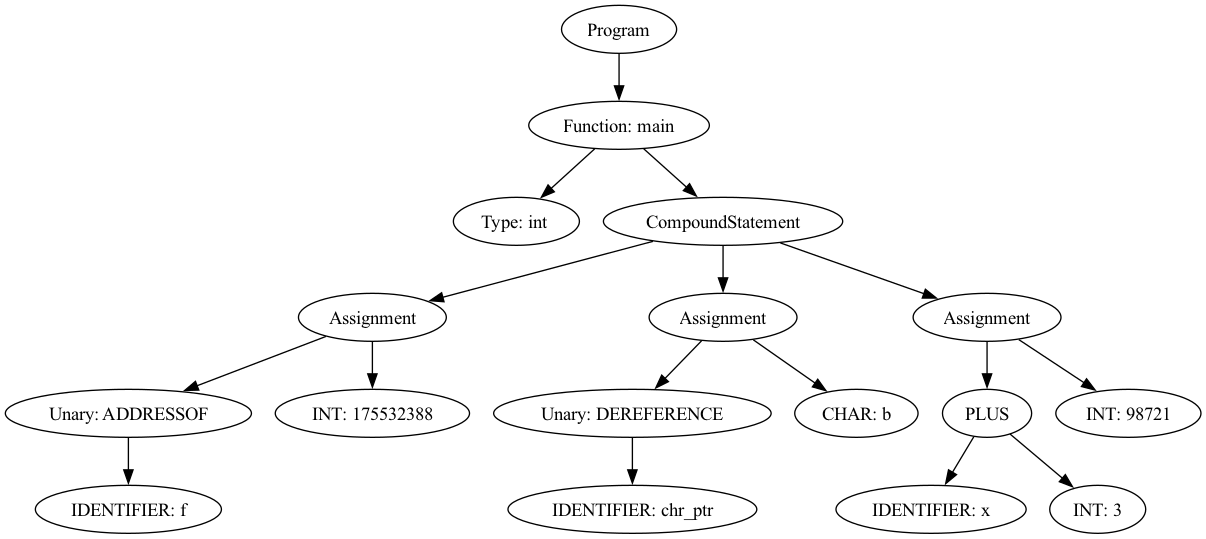 Program
Function: main
Type: int
CompoundStatement
Assignment
Assignment
Assignment
Unary: ADDRESSOF
INT: 175532388
Unary: DEREFERENCE
CHAR: b
PLUS
INT: 98721
IDENTIFIER: f
IDENTIFIER: chr_ptr
IDENTIFIER: x
INT: 3